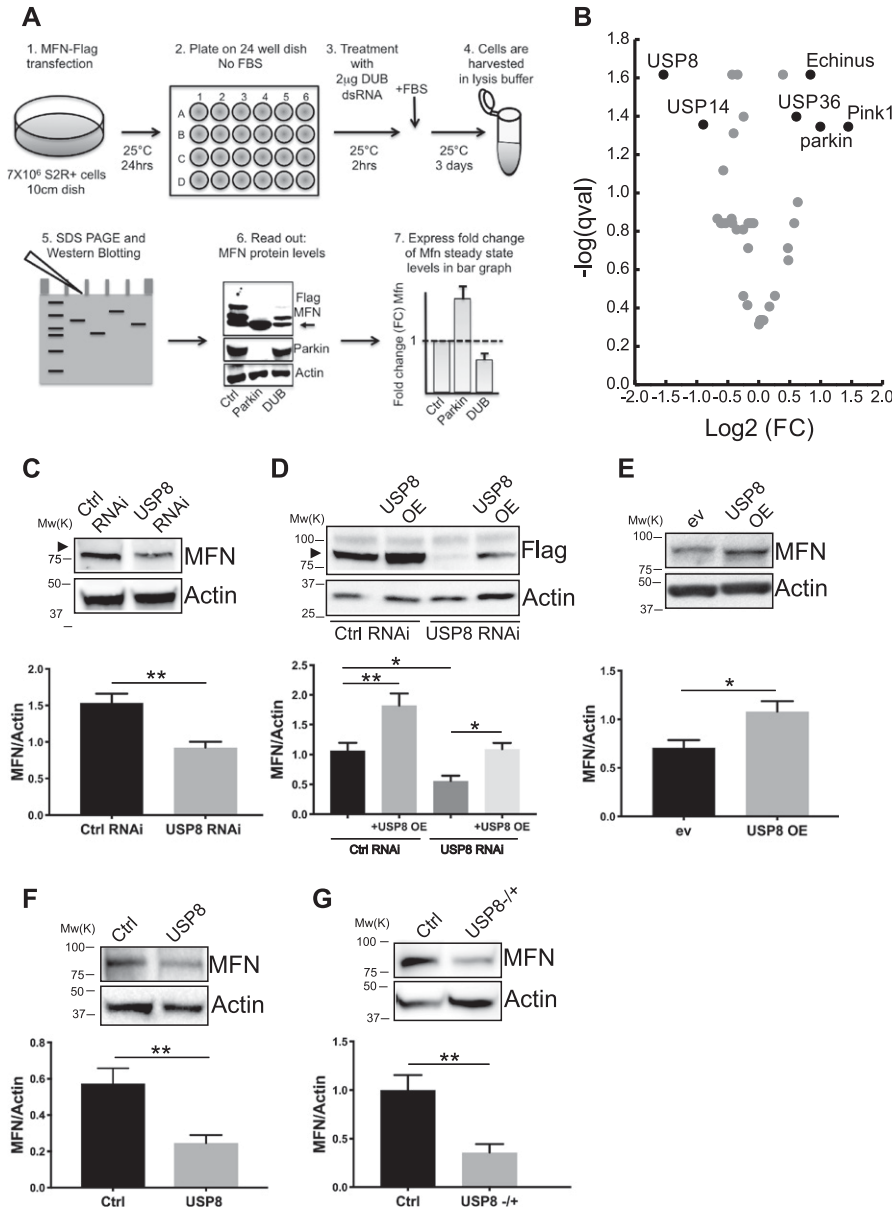 A
1. MFN-Flag
transfection
7X10⁶ S2R+ cells
10cm dish
25°C
24hrs
2. Plate on 24 well dish
No FBS
1 2 3 4 5 6
A
B
C
D
3. Treatment
with
2µg DUB
dsRNA
+FBS
25°C
2hrs
25°C
3 days
4. Cells are
harvested
in lysis buffer
5. SDS PAGE and
Western Blotting
6. Read out:
MFN protein levels
Flag
MFN
Parkin
Actin
Ctrl
Parkin
DUB
7. Express fold change
of Mfn steady state
levels in bar graph
Fold change (FC) Mfn
1
Ctrl
Parkin
DUB
B
-log(qval)
1.8
1.6
1.4
1.2
1.0
0.8
0.6
0.4
0.2
0.0
USP8
Echinus
USP14
USP36
Pink1
parkin
-2.0 -1.5 -1.0 -0.5 0.0 0.5 1.0 1.5 2.0
Log2 (FC)
C
Ctrl
RNAi
USP8
RNAi
Mw(K)
75
MFN
50
37
Actin
MFN/Actin
2.0
1.5
1.0
0.5
0.0
**
Ctrl RNAi USP8 RNAi
D
USP8
OE
USP8
OE
Mw(K)
100
75
Flag
37
25
Actin
Ctrl RNAi USP8 RNAi
MFN/Actin
2.5
2.0
1.5
1.0
0.5
0.0
*
**
*
+USP8 OE +USP8 OE
Ctrl RNAi USP8 RNAi
E
ev
USP8
OE
Mw(K)
100
75
MFN
50
37
Actin
MFN/Actin
1.5
1.0
0.5
0.0
*
ev USP8 OE
F
Ctrl
USP8
Mw(K)
100
75
MFN
50
37
Actin
MFN/Actin
0.6
0.4
0.2
0.0
**
Ctrl USP8
G
Ctrl
USP8-/+
Mw(K)
100
75
MFN
50
37
Actin
MFN/Actin
1.5
1.0
0.5
0.0
**
Ctrl USP8 -/+